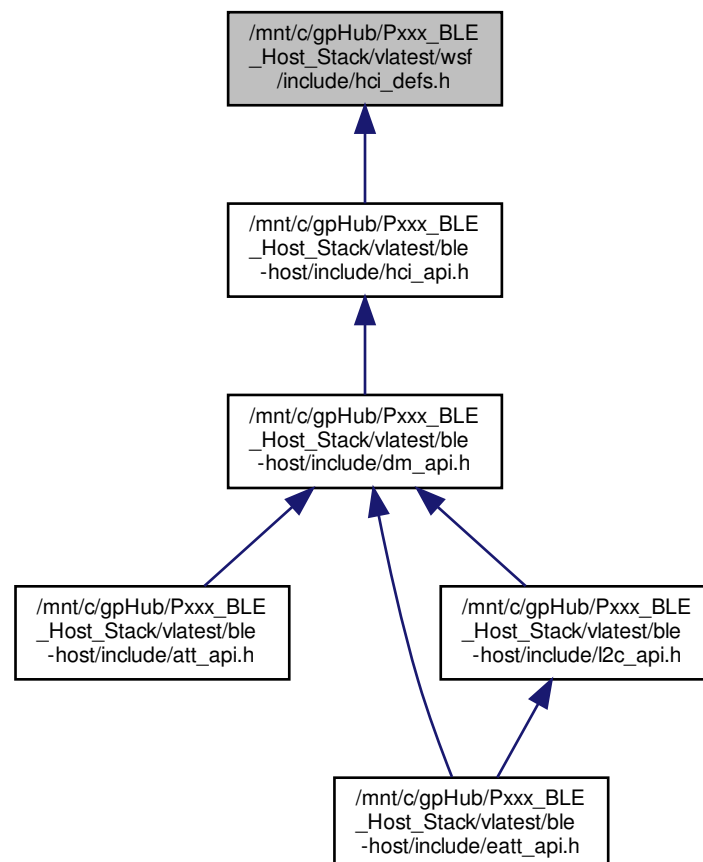 /mnt/c/gpHub/Pxxx_BLE
_Host_Stack/vlatest/wsf
/include/hci_defs.h
/mnt/c/gpHub/Pxxx_BLE
_Host_Stack/vlatest/ble
-host/include/hci_api.h
/mnt/c/gpHub/Pxxx_BLE
_Host_Stack/vlatest/ble
-host/include/dm_api.h
/mnt/c/gpHub/Pxxx_BLE
_Host_Stack/vlatest/ble
-host/include/att_api.h
/mnt/c/gpHub/Pxxx_BLE
_Host_Stack/vlatest/ble
-host/include/l2c_api.h
/mnt/c/gpHub/Pxxx_BLE
_Host_Stack/vlatest/ble
-host/include/eatt_api.h